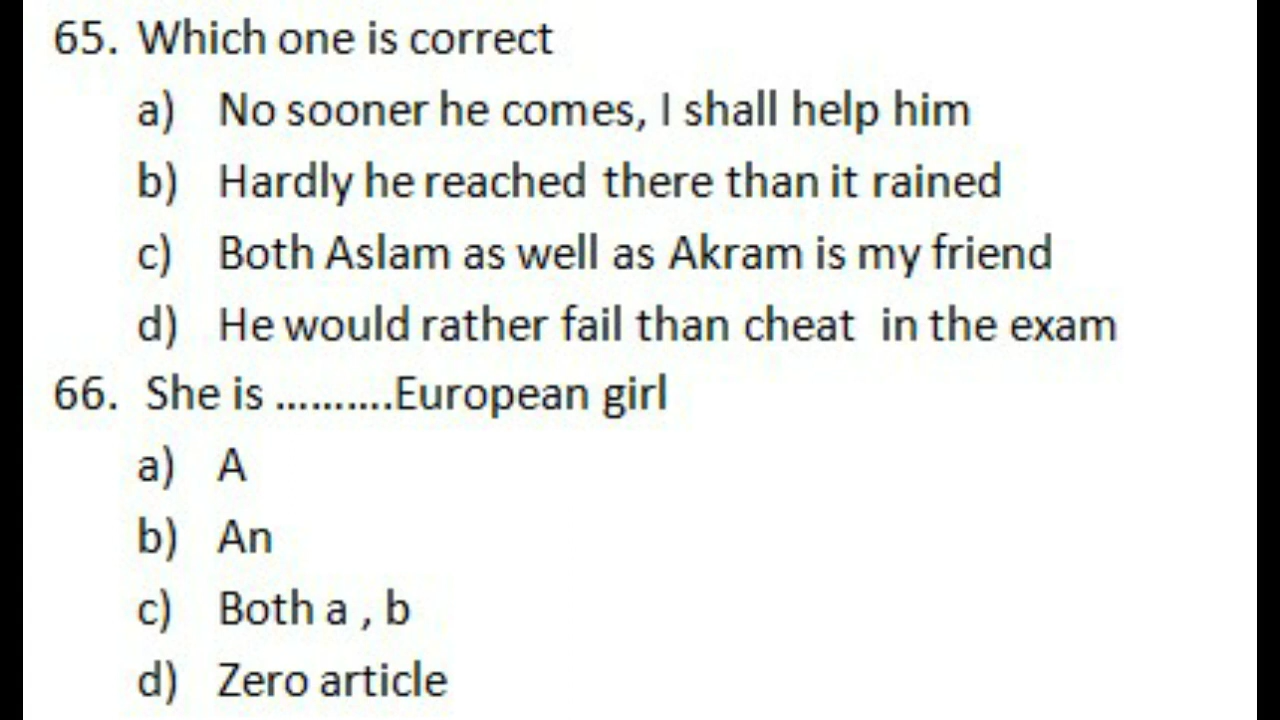 65. Which one is correct
a) No sooner he comes, I shall help him
b) Hardly he reached there than it rained
c) Both Aslam as well as Akram is my friend
d) He would rather fail than cheat in the exam
66. She is ..........European girl
a) A
b) An
c) Both a , b
d) Zero article